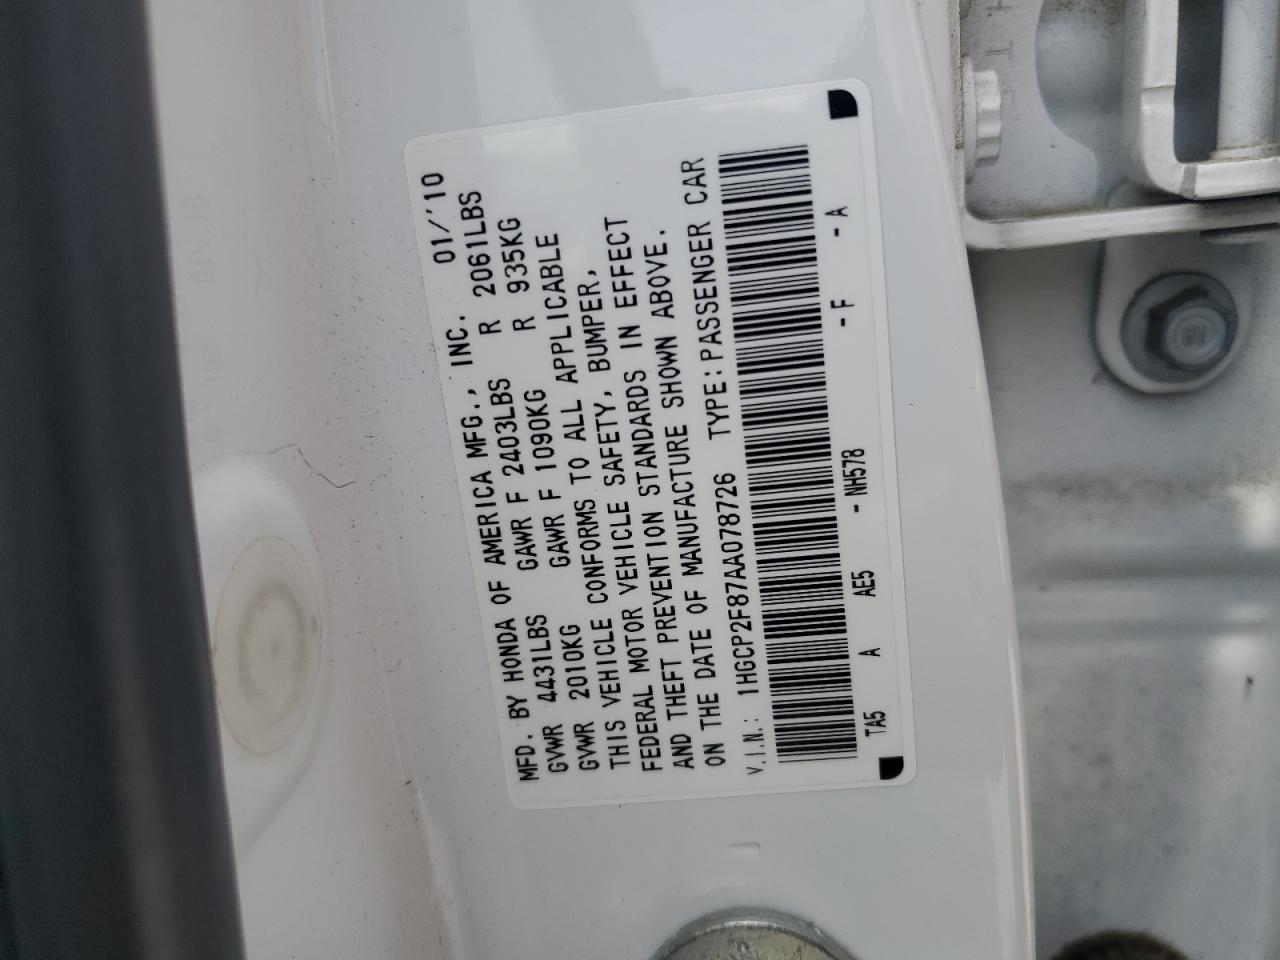 MFD. BY HONDA OF AMERICA MFG., INC. 01/'10
GVWR 4431LBS GAWR F 2403LBS R 2061LBS
GVWR 2010KG GAWR F 1090KG R 935KG
THIS VEHICLE CONFORMS TO ALL APPLICABLE
FEDERAL MOTOR VEHICLE SAFETY, BUMPER,
AND THEFT PREVENTION STANDARDS IN EFFECT
ON THE DATE OF MANUFACTURE SHOWN ABOVE.
V.I.N.: 1HGCP2F87AA078726 TYPE:PASSENGER CAR
TA5 A AE5 - NH578 - F - A